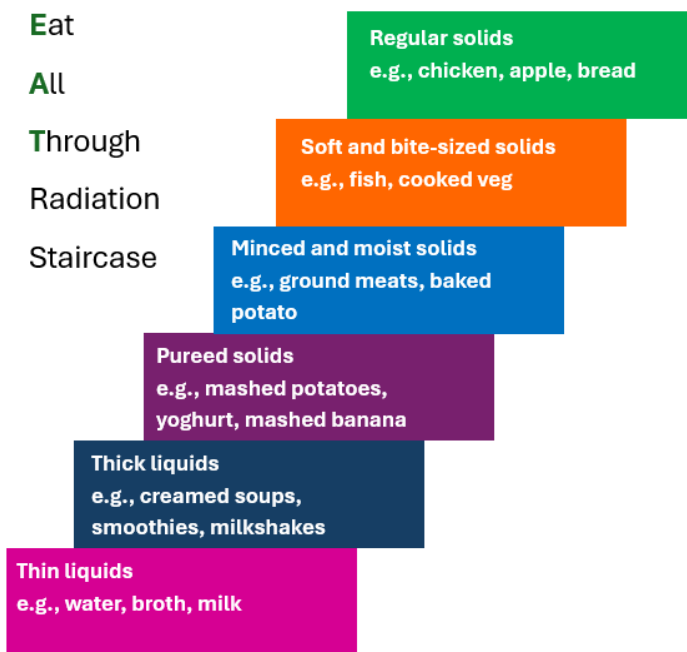 Eat
All
Through
Radiation
Staircase
Regular solids
e.g., chicken, apple, bread
Soft and bite-sized solids
e.g., fish, cooked veg
Minced and moist solids
e.g., ground meats, baked
potato
Pureed solids
e.g., mashed potatoes,
yoghurt, mashed banana
Thick liquids
e.g., creamed soups,
smoothies, milkshakes
Thin liquids
e.g., water, broth, milk